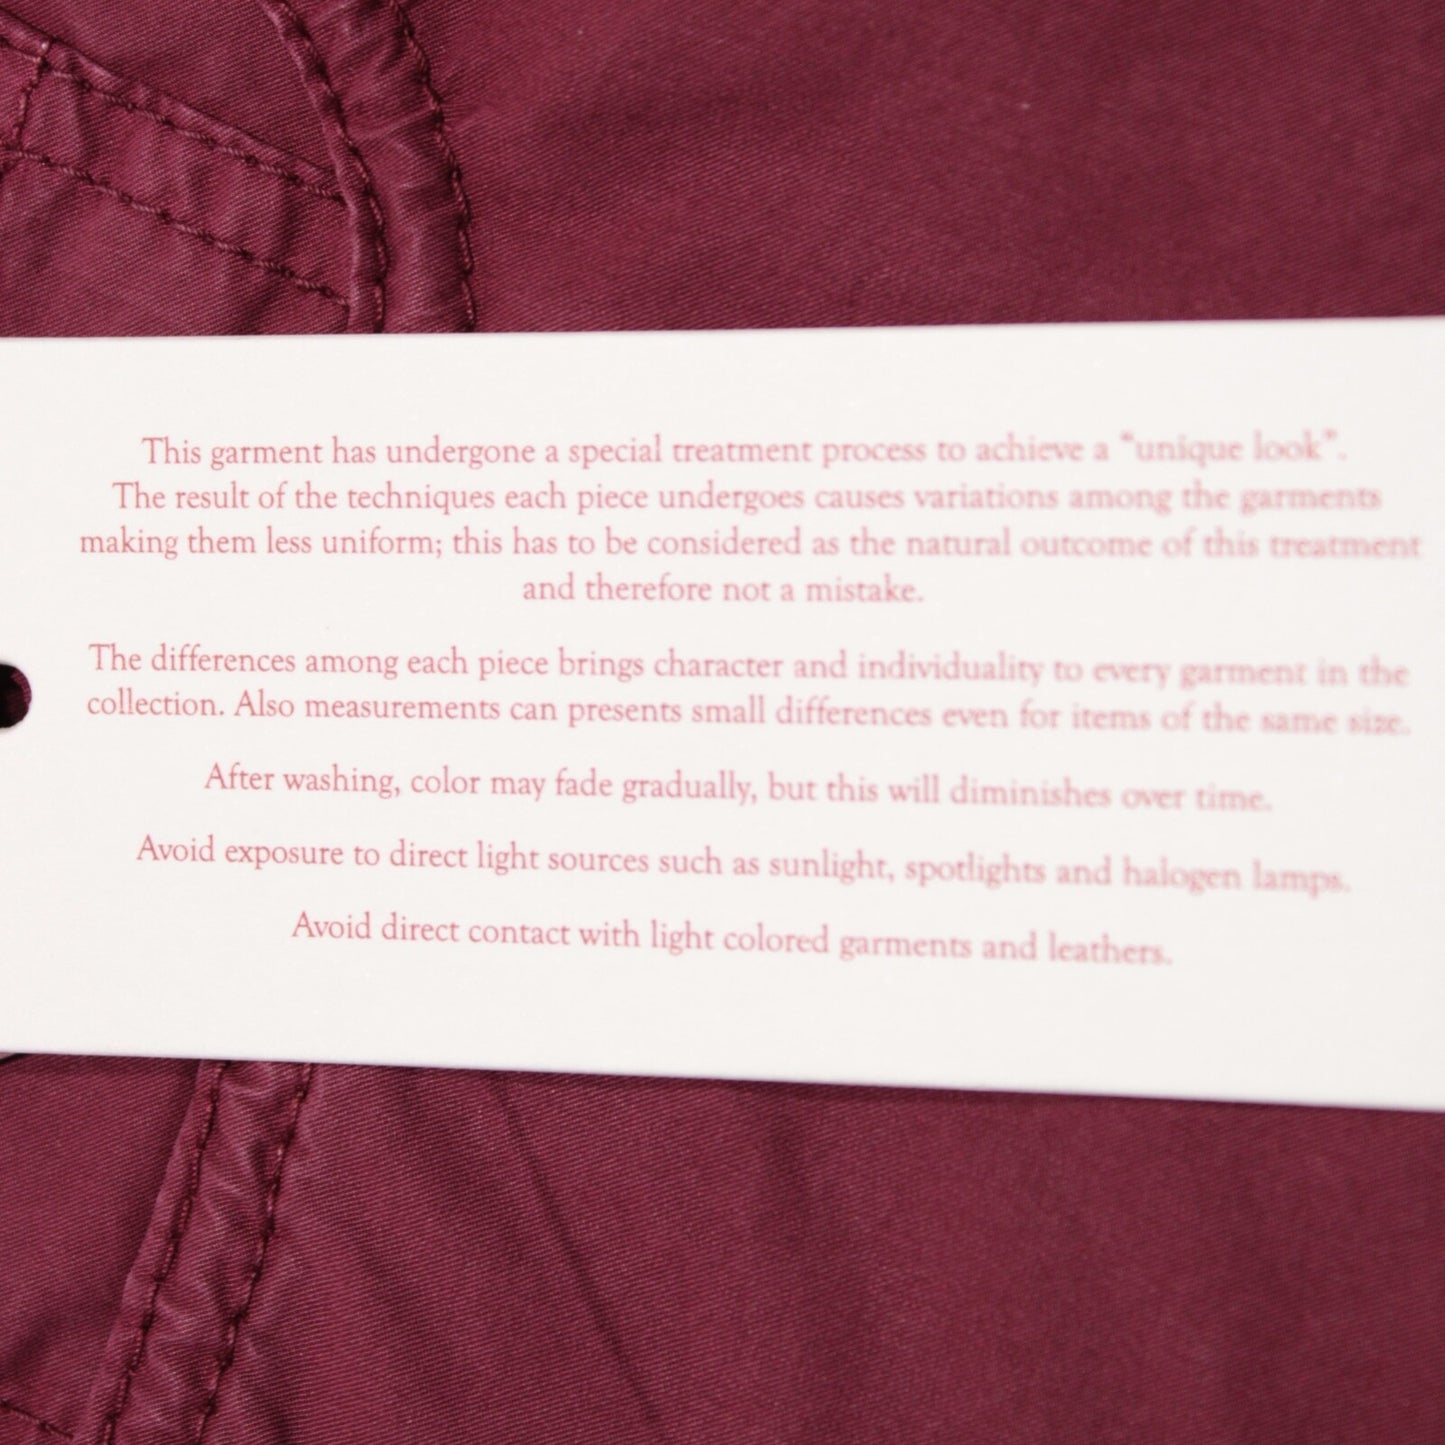 This garment has undergone a special treatment process to achieve a “unique look”.
The result of the techniques each piece undergoes causes variations among the garments
making them less uniform; this has to be considered as the natural outcome of this treatment
and therefore not a mistake.
The differences among each piece brings character and individuality to every garment in the
collection. Also measurements can presents small differences even for items of the same size.
After washing, color may fade gradually, but this will diminishes over time.
Avoid exposure to direct light sources such as sunlight, spotlights and halogen lamps.
Avoid direct contact with light colored garments and leathers.